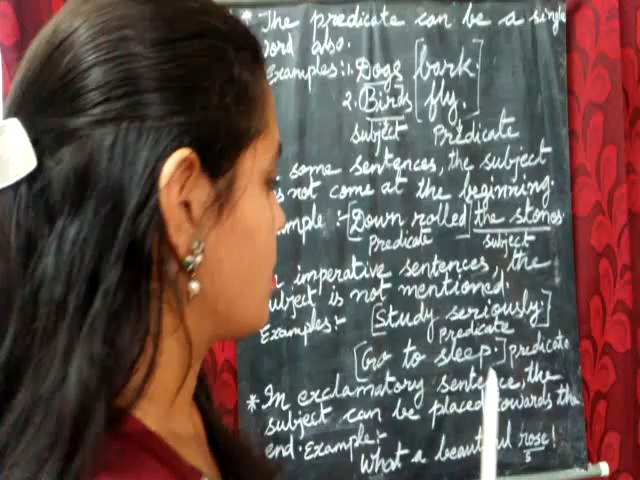 * The predicate can be a single
word also.
Examples:1. Dogs [bark.
2. Birds fly.]
subject Predicate
some sentences, the subject
not come at the beginning.
:- [Down rolled] the stones.
predicate subject
imperative sentences, the
subject is not mentioned.
Examples:- [Study seriously.]
predicate
[Go to sleep.] predicate
* In exclamatory sentence, the
subject can be placed towards the
end. Example:-
What a beautiful rose!
s